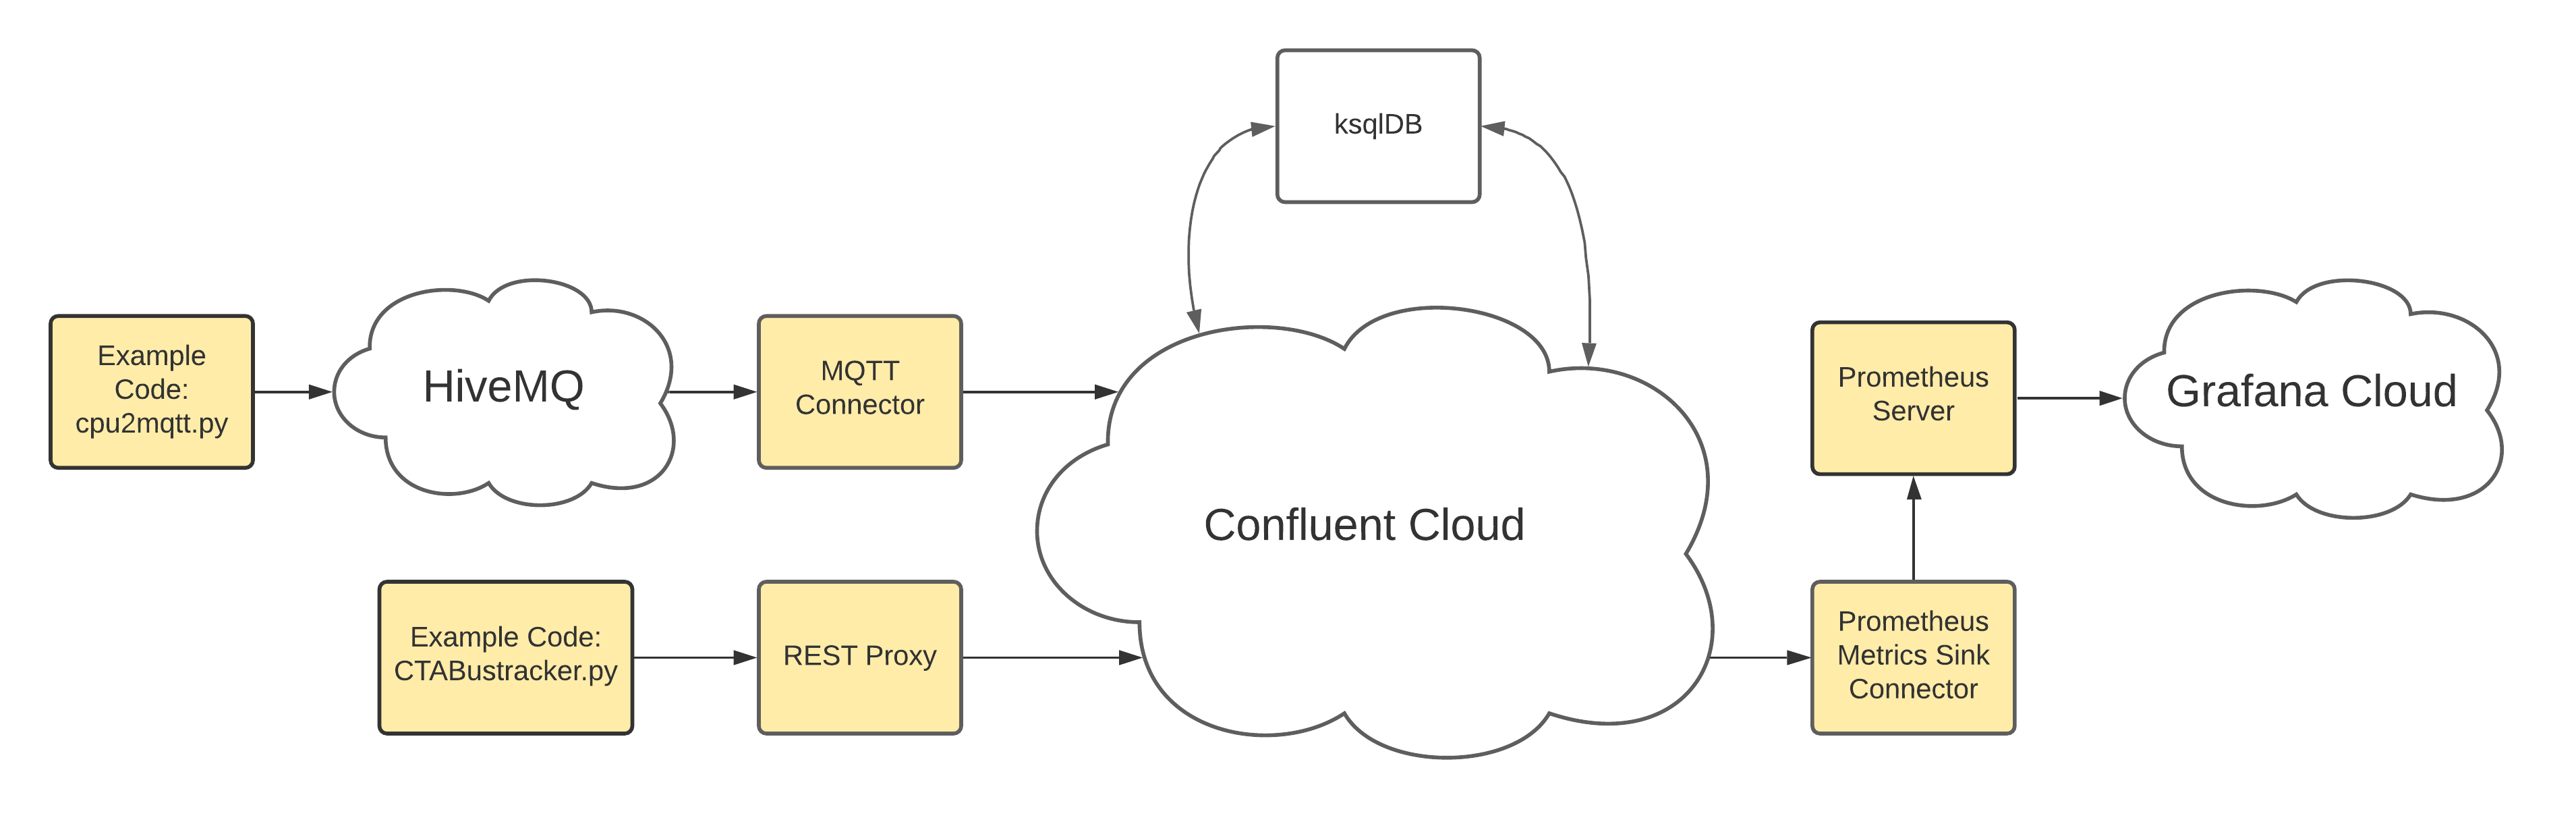 ksqlDB
Example
Code:
cpu2mqtt.py
HiveMQ
MQTT
Connector
Confluent Cloud
Prometheus
Server
Grafana Cloud
Example Code:
CTABustracker.py
REST Proxy
Prometheus
Metrics Sink
Connector